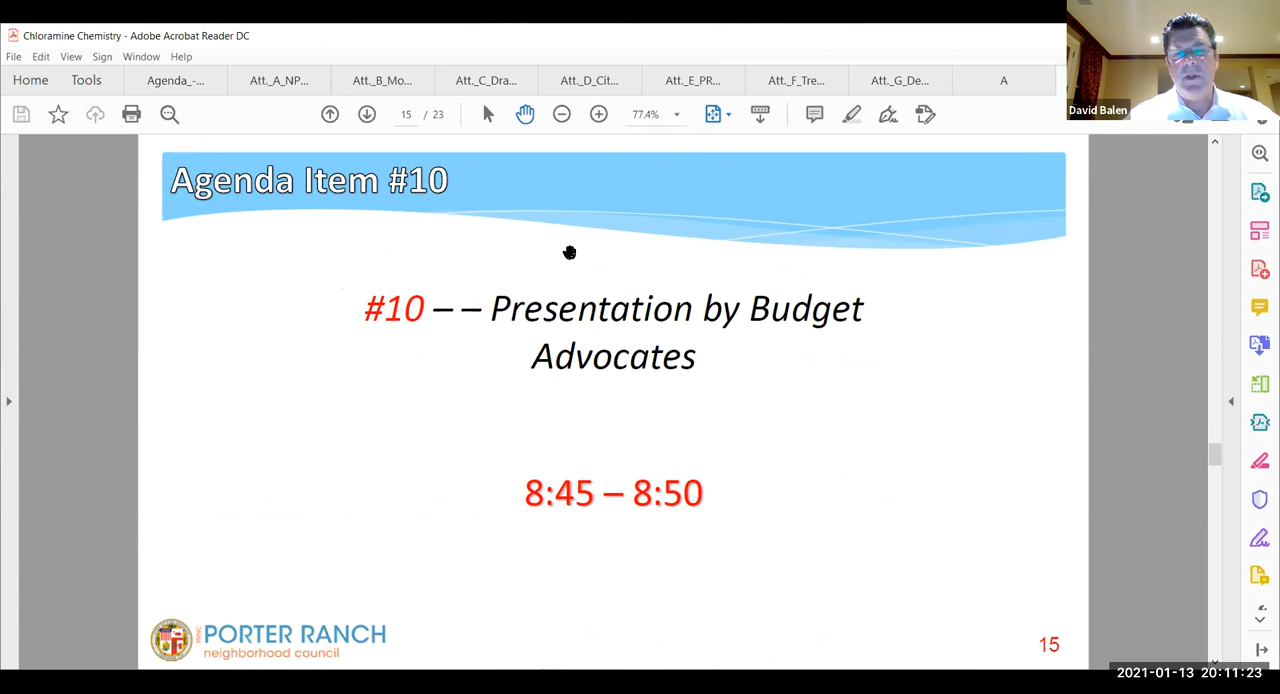 Chloramine Chemistry - Adobe Acrobat Reader DC
File Edit View Sign Window Help
Home Tools Agenda_-... Att._A_NP... Att._B_Mo... Att._C_Dra... Att._D_Cit... Att._E_PR... Att._F_Tre... Att._G_De... A
15 / 23 77.4%
David Balen
Agenda Item #10
#10 – – Presentation by Budget
Advocates
8:45 – 8:50
PORTER RANCH
neighborhood council
15
2021-01-13 20:11:23